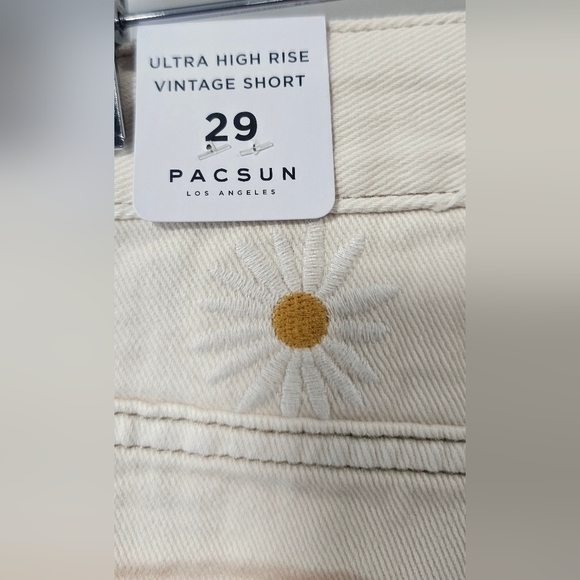 ULTRA HIGH RISE
VINTAGE SHORT
29
PACSUN
LOS ANGELES